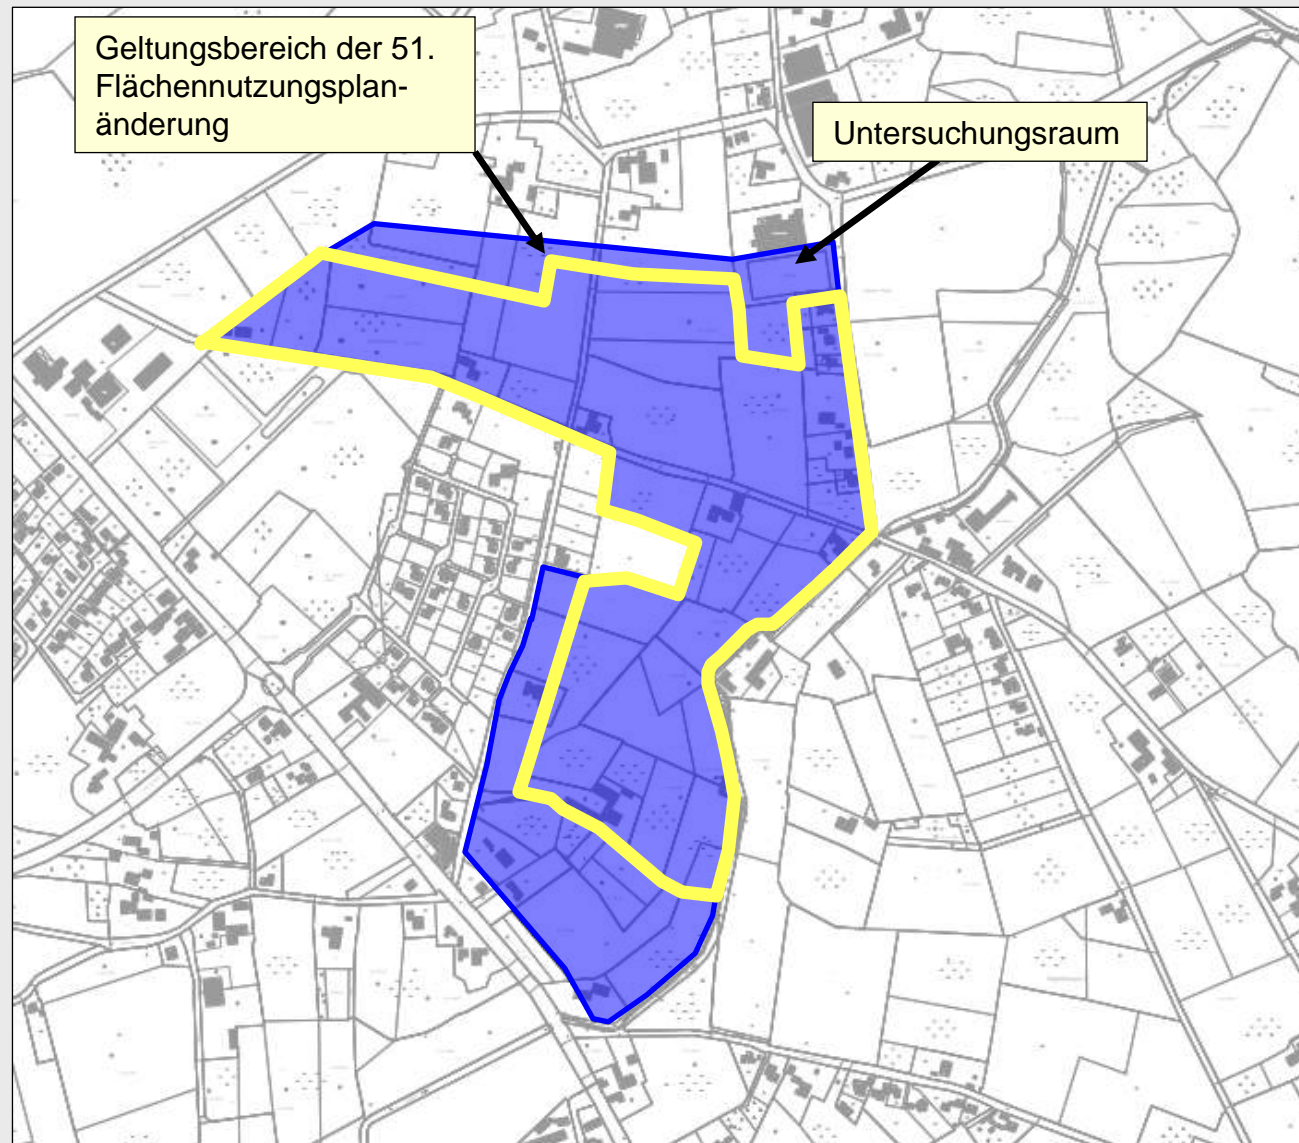 Geltungsbereich der 51.
Flächennutzungsplan-
änderung
Untersuchungsraum